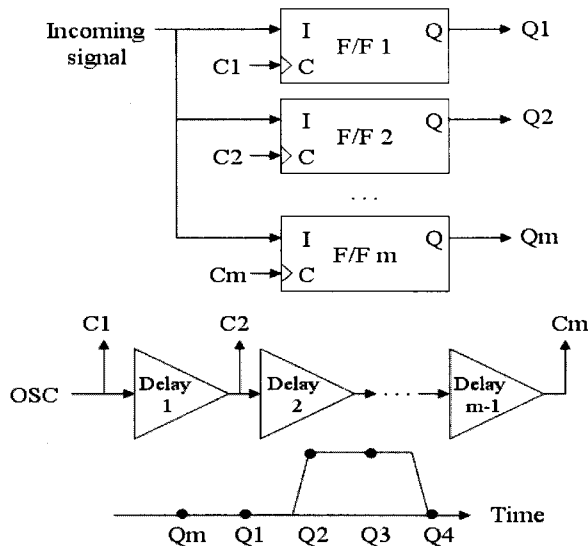 Incoming signal
I F/F 1 Q Q1
C1 C
I F/F 2 Q Q2
C2 C
. . .
I F/F m Q Qm
Cm C
C1 C2 Cm
OSC Delay 1 Delay 2 . . . . Delay m-1
Time
Qm Q1 Q2 Q3 Q4